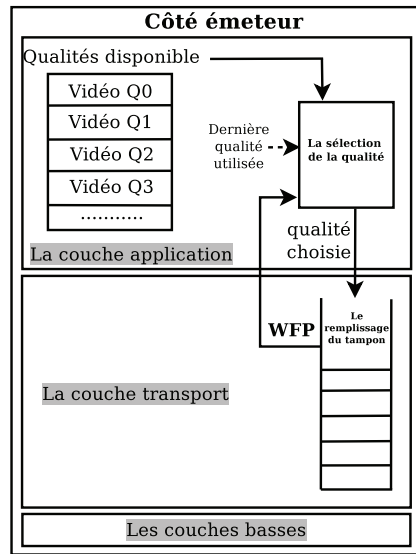 Côté émeteur
Qualités disponible
Vidéo Q0
Vidéo Q1
Vidéo Q2
Vidéo Q3
...........
Dernière
qualité
utilisée
La sélection
de la qualité
qualité
choisie
La couche application
WFP
Le
remplissage
du tampon
La couche transport
Les couches basses